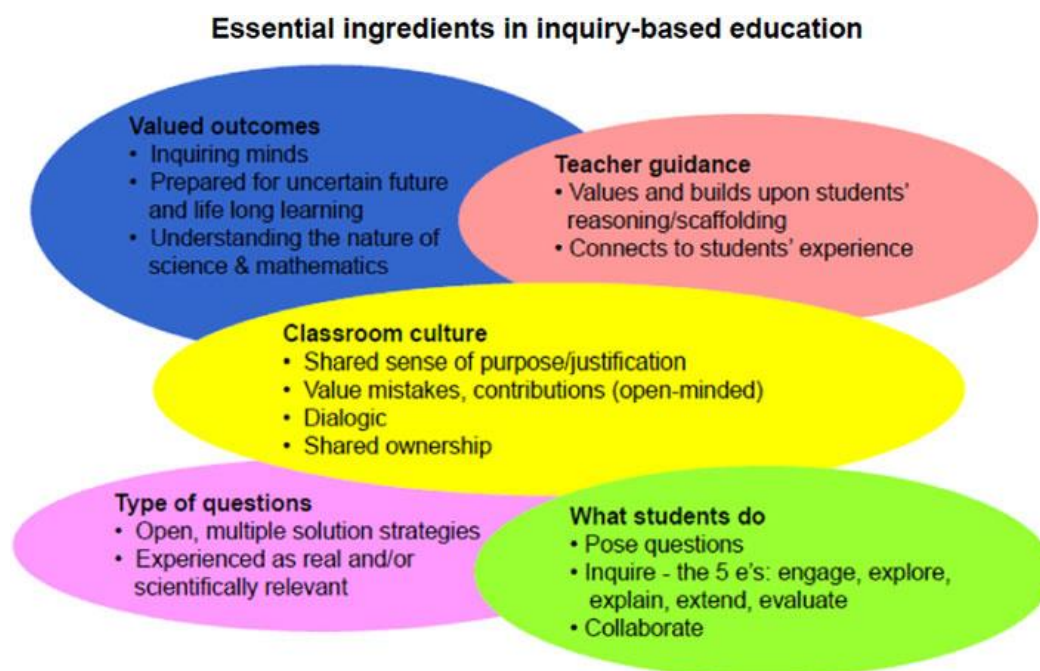 Essential ingredients in inquiry-based education
Valued outcomes
• Inquiring minds
• Prepared for uncertain future
and life long learning
• Understanding the nature of
science & mathematics
Teacher guidance
• Values and builds upon students’
reasoning/scaffolding
• Connects to students’ experience
Classroom culture
• Shared sense of purpose/justification
• Value mistakes, contributions (open-minded)
• Dialogic
• Shared ownership
Type of questions
• Open, multiple solution strategies
• Experienced as real and/or
scientifically relevant
What students do
• Pose questions
• Inquire - the 5 e’s: engage, explore,
explain, extend, evaluate
• Collaborate